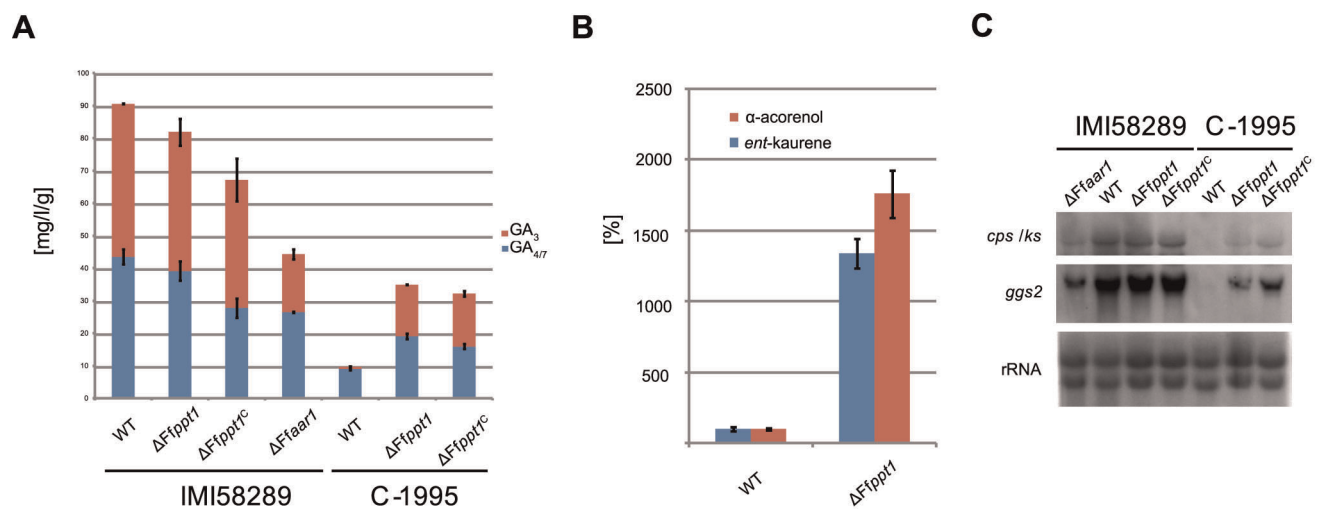 A
100
90
80
70
60
50
40
30
20
10
0
[mg/l/g]
GA3
GA4/7
WT
ΔFfppt1
ΔFfppt1C
ΔFfaar1
WT
ΔFfppt1
ΔFfppt1C
IMI58289
C-1995
B
2500
2000
1500
1000
500
[%]
α-acorenol
ent-kaurene
WT
ΔFfppt1
C
IMI58289 C-1995
ΔFfaar1
WT
ΔFfppt1
ΔFfppt1C
WT
ΔFfppt1
ΔFfppt1C
cps /ks
ggs2
rRNA